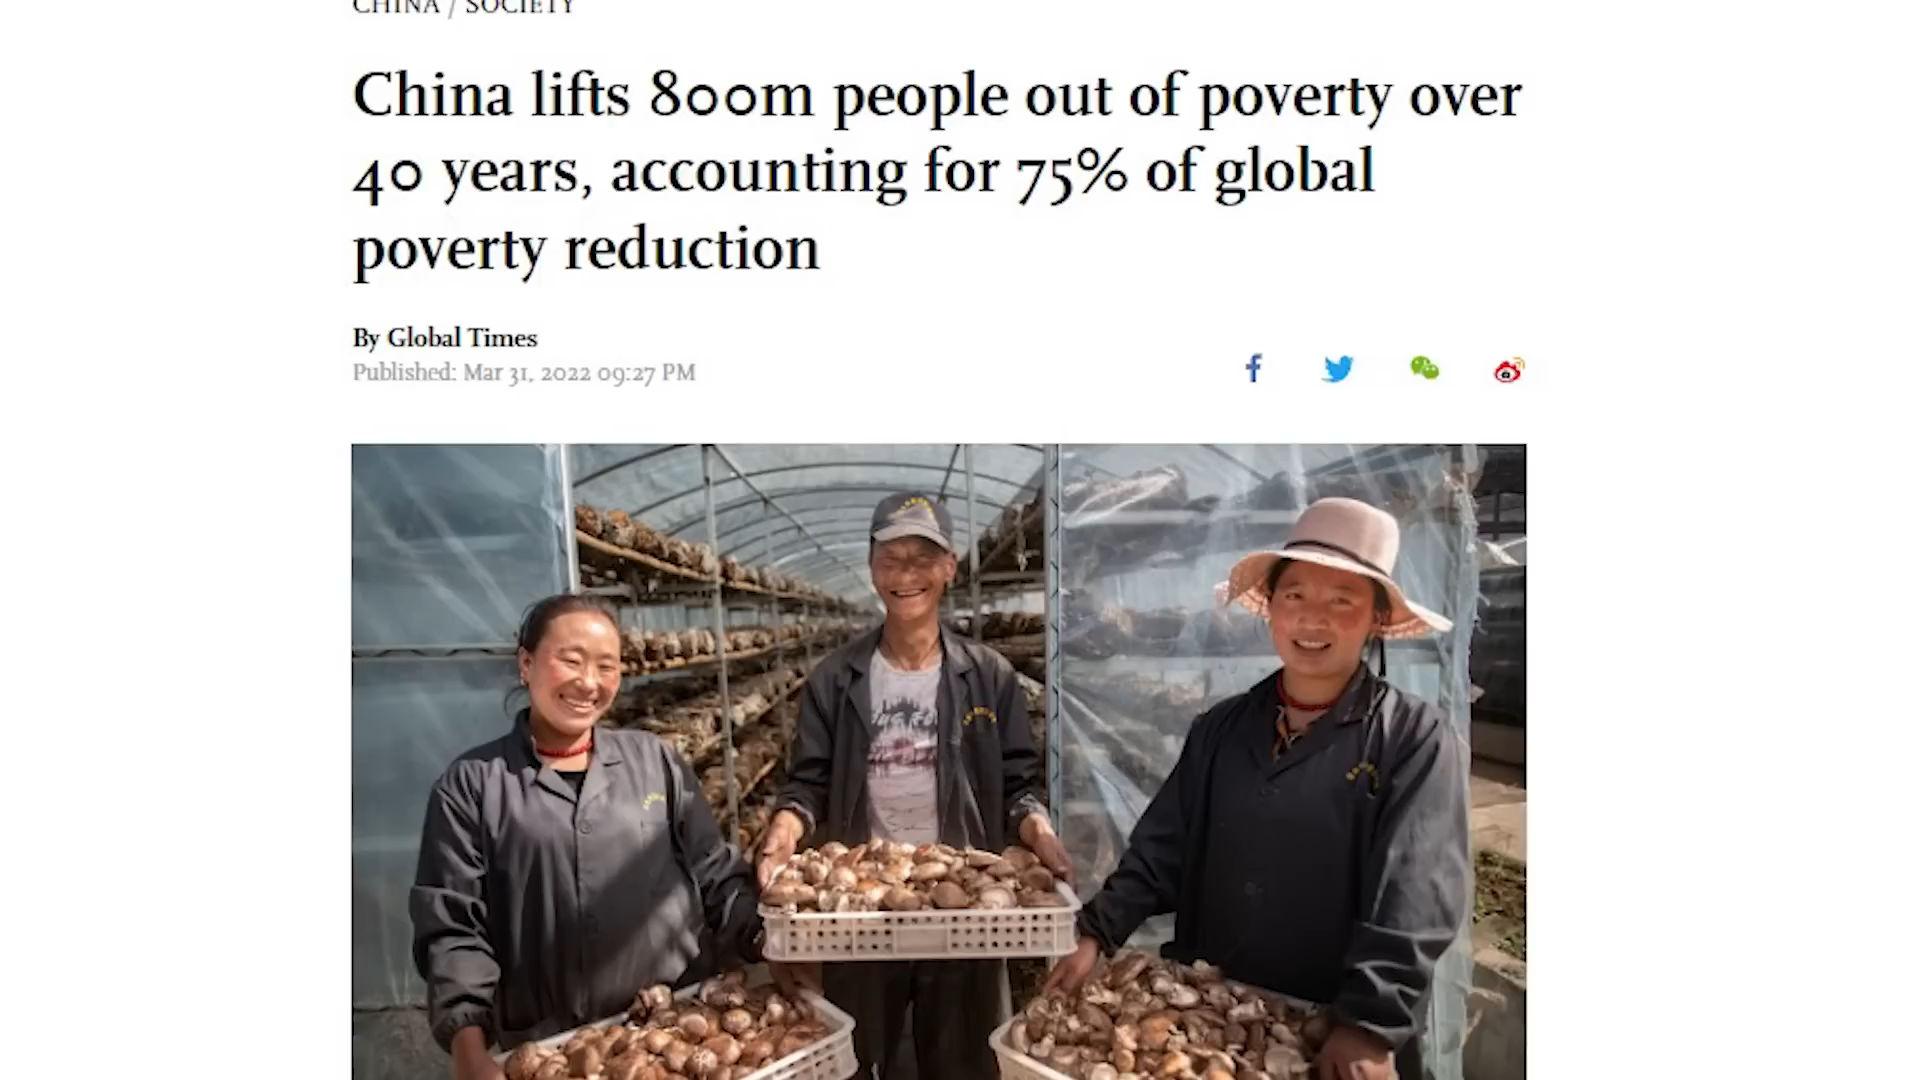 CHINA / SOCIETY
China lifts 800m people out of poverty over
40 years, accounting for 75% of global
poverty reduction
By Global Times
Published: Mar 31, 2022 09:27 PM